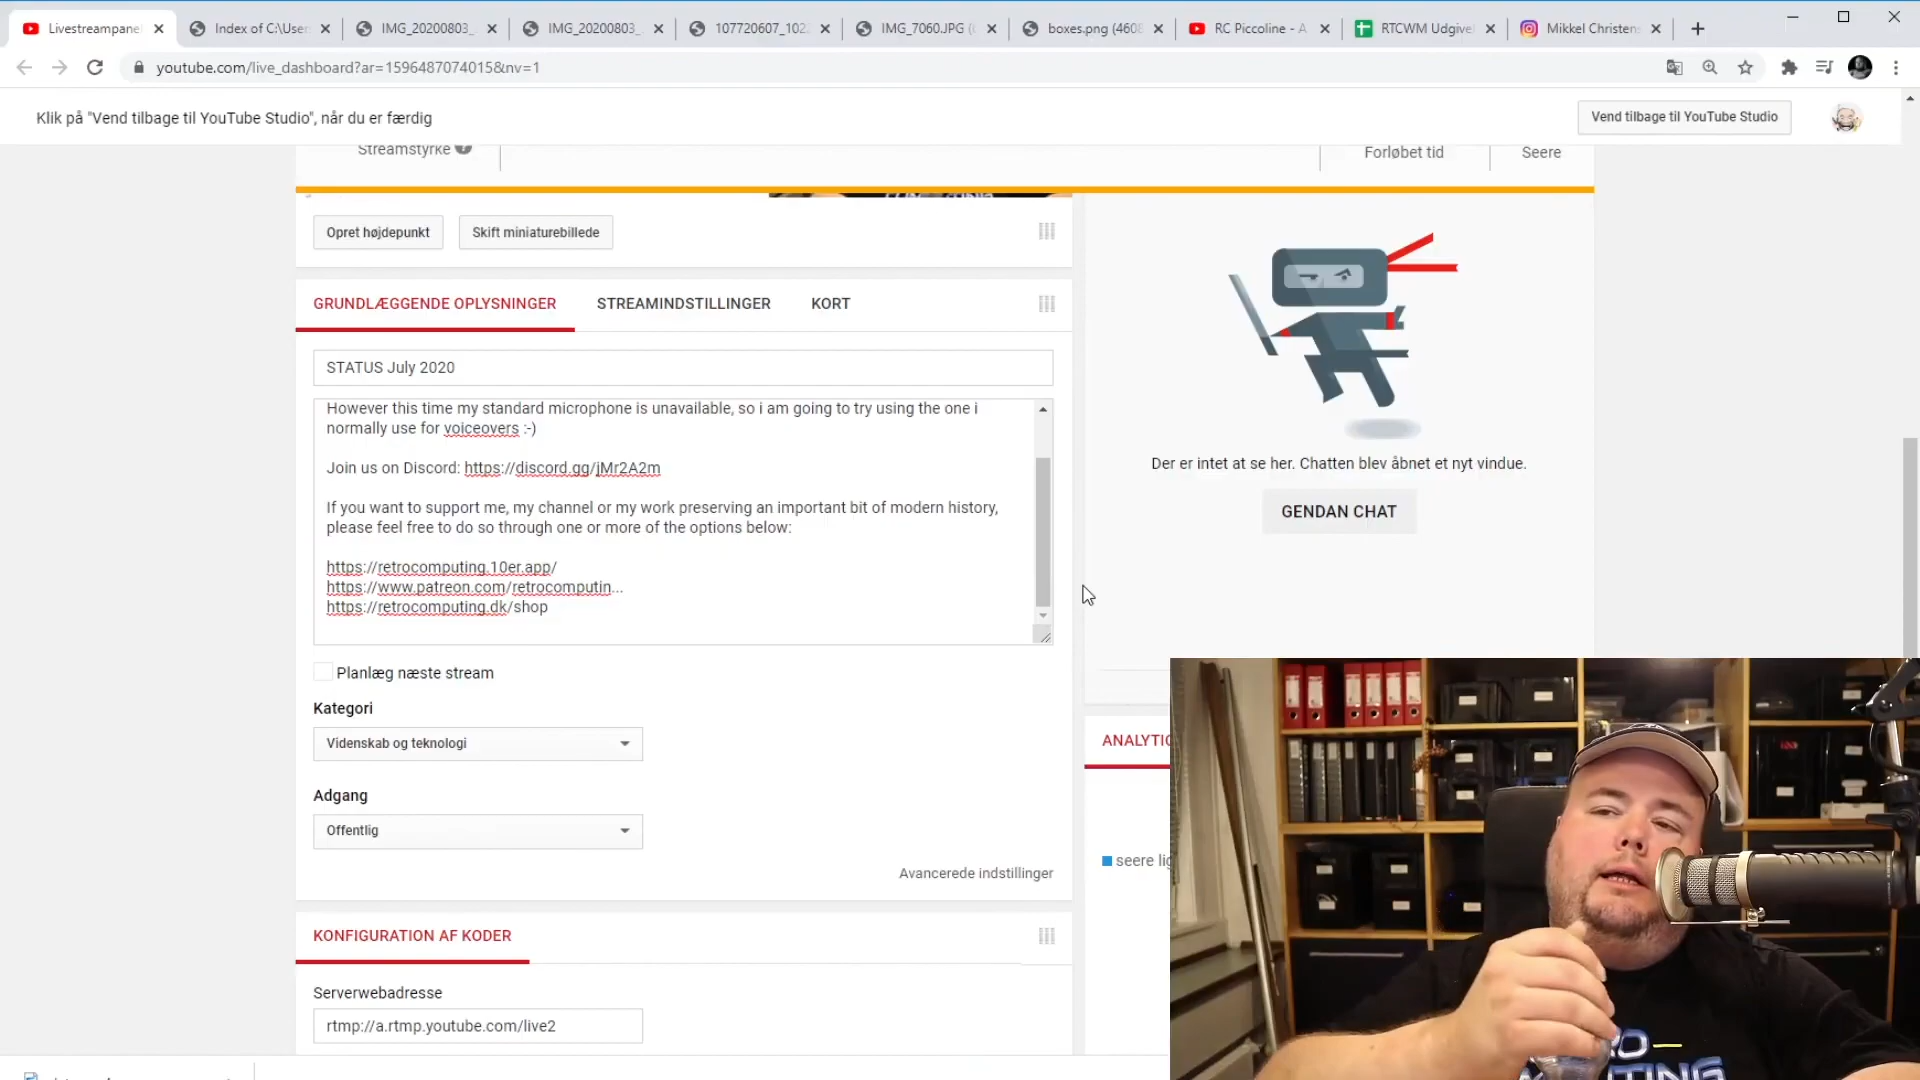 Livestreampane
Index of C:\User
IMG_20200803_
IMG_20200803_
107720607_102
IMG_7060.JPG (
boxes.png (460
RC Piccoline - A
RTCWM Udgive
Mikkel Christens
youtube.com/live_dashboard?ar=1596487074015&nv=1
Klik på "Vend tilbage til YouTube Studio", når du er færdig
Vend tilbage til YouTube Studio
Streamstyrke
Forløbet tid
Seere
Opret højdepunkt
Skift miniaturebillede
GRUNDLÆGGENDE OPLYSNINGER
STREAMINDSTILLINGER
KORT
STATUS July 2020
However this time my standard microphone is unavailable, so i am going to try using the one i
normally use for voiceovers :-)
Join us on Discord: https://discord.gg/jMr2A2m
If you want to support me, my channel or my work preserving an important bit of modern history,
please feel free to do so through one or more of the options below:
https://retrocomputing.10er.app/
https://www.patreon.com/retrocomputin...
https://retrocomputing.dk/shop
Der er intet at se her. Chatten blev åbnet et nyt vindue.
GENDAN CHAT
Planlæg næste stream
Kategori
Videnskab og teknologi
Adgang
Offentlig
Avancerede indstillinger
ANALYTIC
seere lig
KONFIGURATION AF KODER
Serverwebadresse
rtmp://a.rtmp.youtube.com/live2